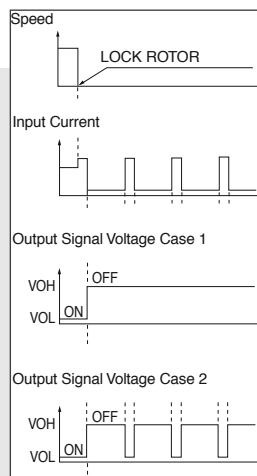 Speed
LOCK ROTOR
Input Current
Output Signal Voltage Case 1
VOH
OFF
VOL
ON
Output Signal Voltage Case 2
VOH
OFF
VOL
ON